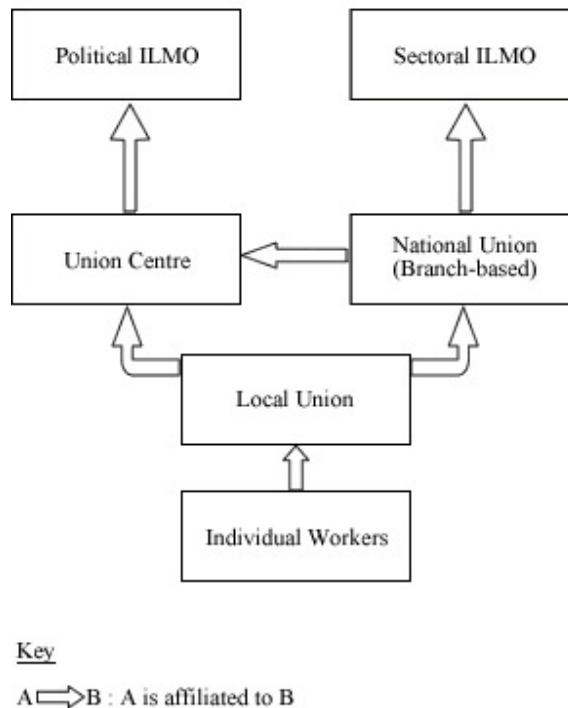 Political ILMO
Sectoral ILMO
Union Centre
National Union
(Branch-based)
Local Union
Individual Workers
Key
A B : A is affiliated to B